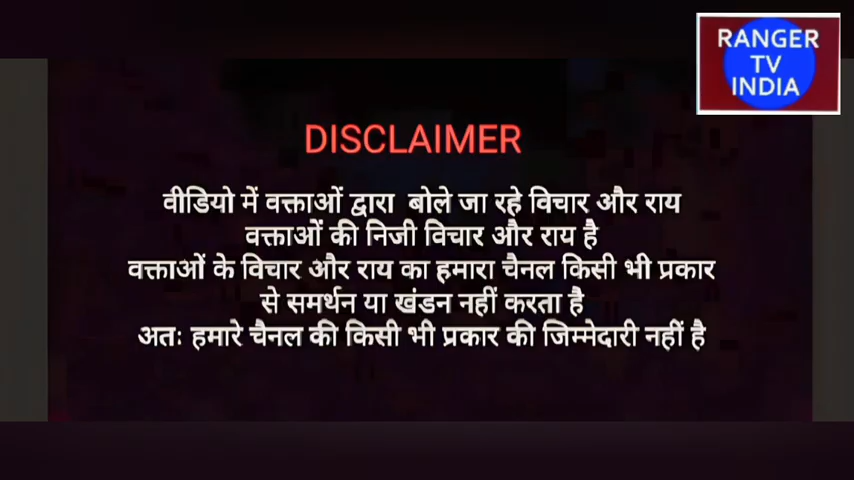 RANGER
TV
INDIA
DISCLAIMER
वीडियो में वक्ताओं द्वारा बोले जा रहे विचार और राय
वक्ताओं की निजी विचार और राय है
वक्ताओं के विचार और राय का हमारा चैनल किसी भी प्रकार
से समर्थन या खंडन नहीं करता है
अतः हमारे चैनल की किसी भी प्रकार की जिम्मेदारी नहीं है